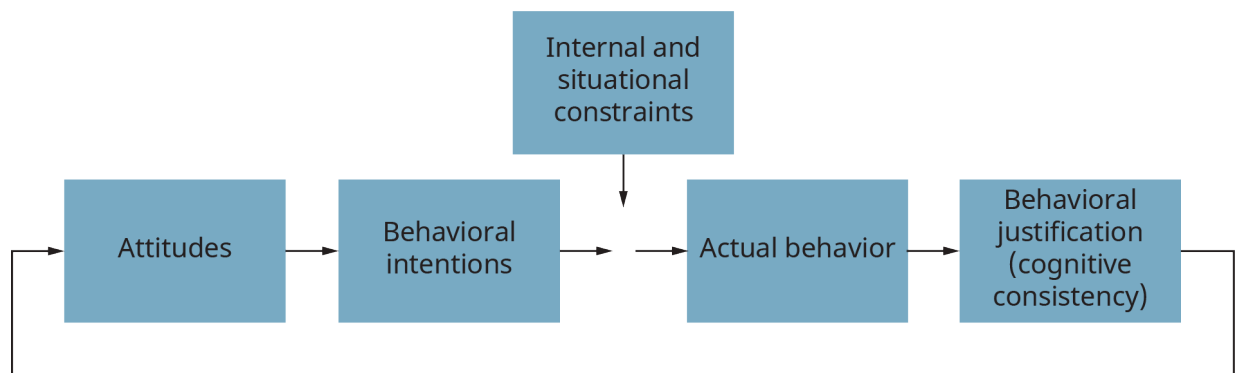 Internal and
situational
constraints
Attitudes
Behavioral
intentions
Actual behavior
Behavioral
justification
(cognitive
consistency)